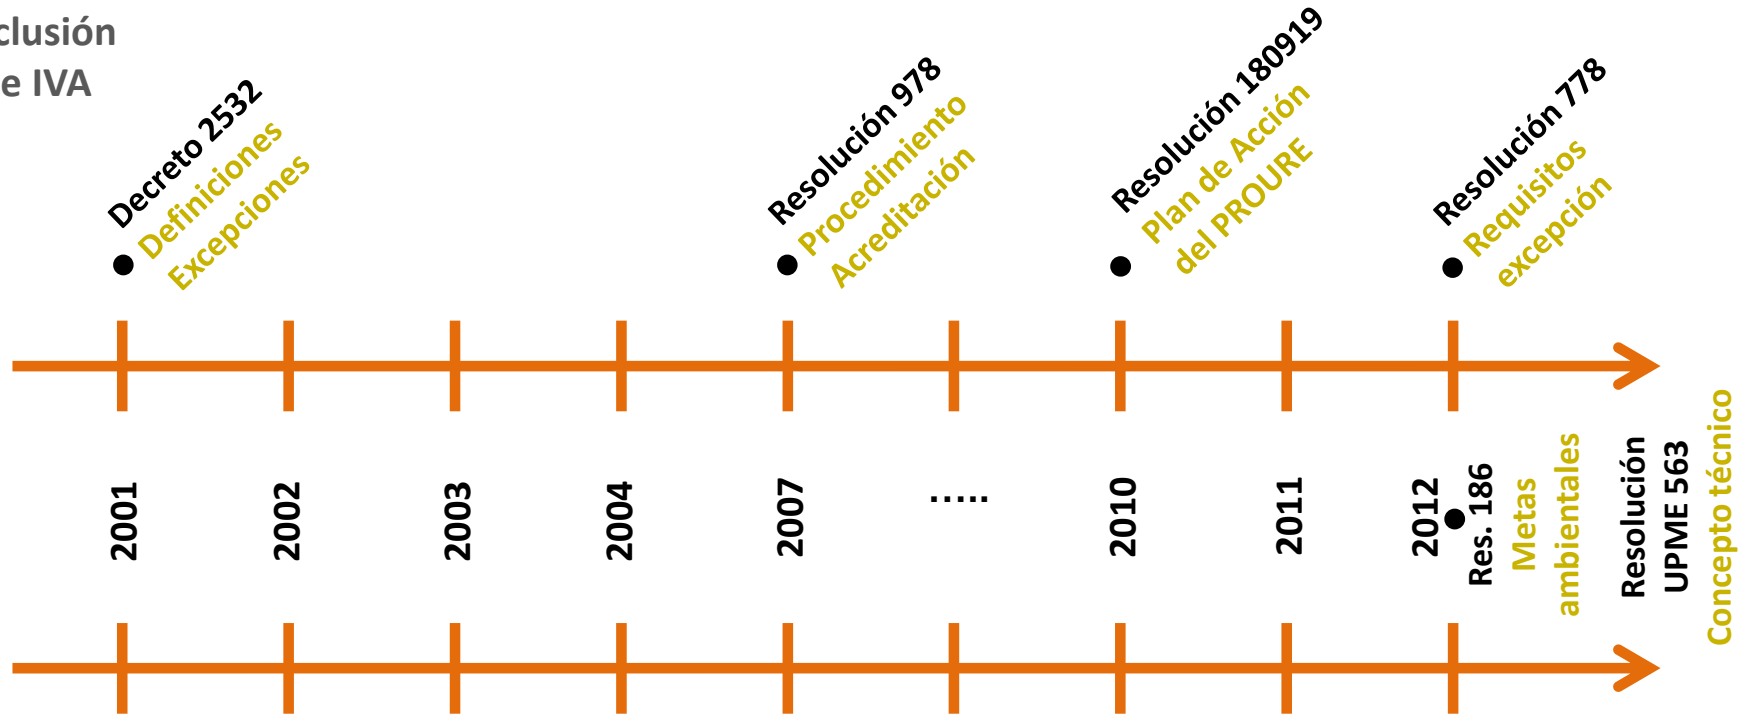 clusión
e IVA
Decreto 2532
Definiciones
Excepciones
Resolución 978
Procedimiento
Acreditación
Resolución 180919
Plan de Acción
del PROURE
Resolución 778
Requisitos
excepción
2001
2002
2003
2004
2007
.....
2010
2011
2012
Res. 186
Metas
ambientales
Resolución
UPME 563
Concepto técnico